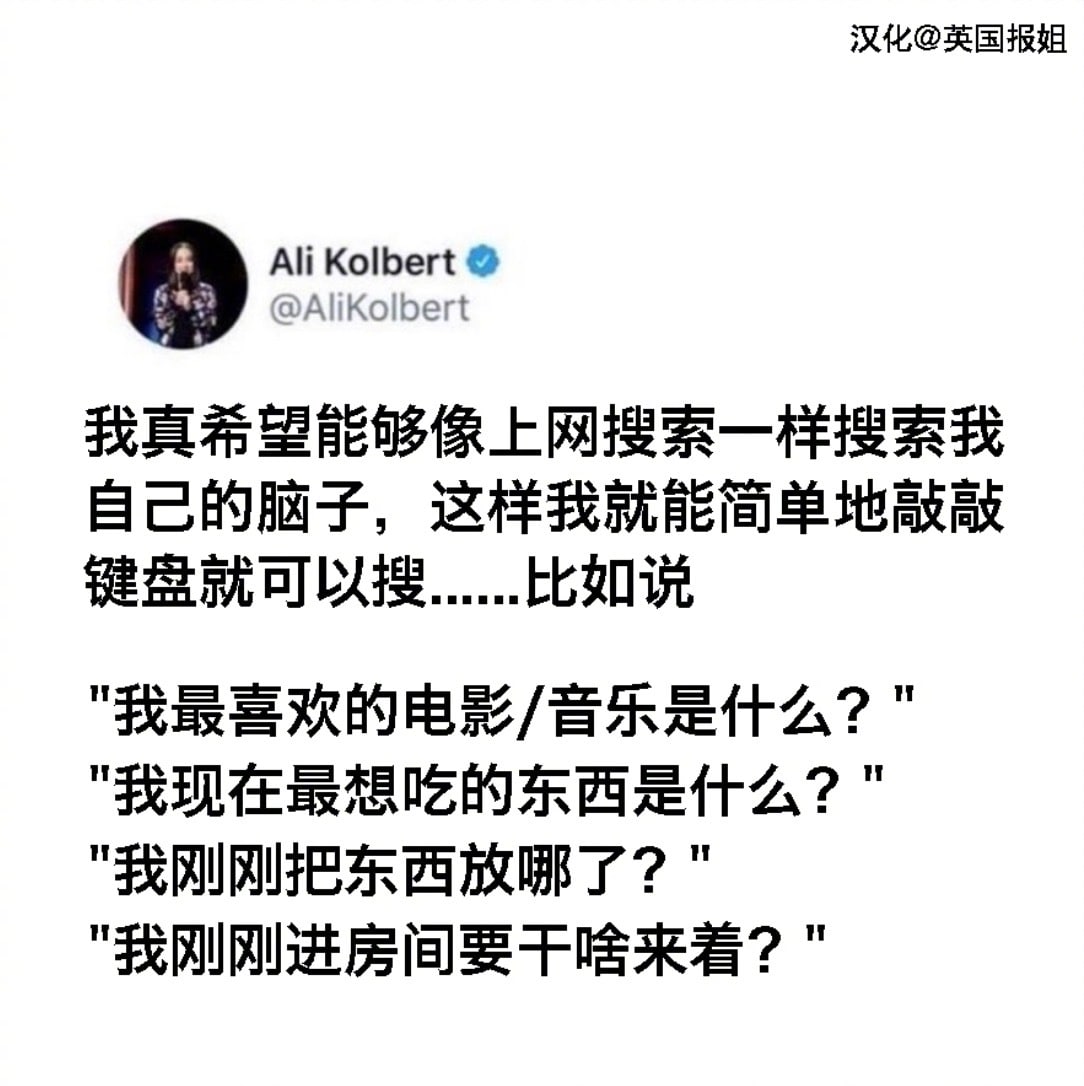 汉化@英国报姐
Ali Kolbert
@AliKolbert
我真希望能够像上网搜索一样搜索我
自己的脑子，这样我就能简单地敲敲
键盘就可以搜......比如说
"我最喜欢的电影/音乐是什么？"
"我现在最想吃的东西是什么？"
"我刚刚把东西放哪了？"
"我刚刚进房间要干啥来着？"